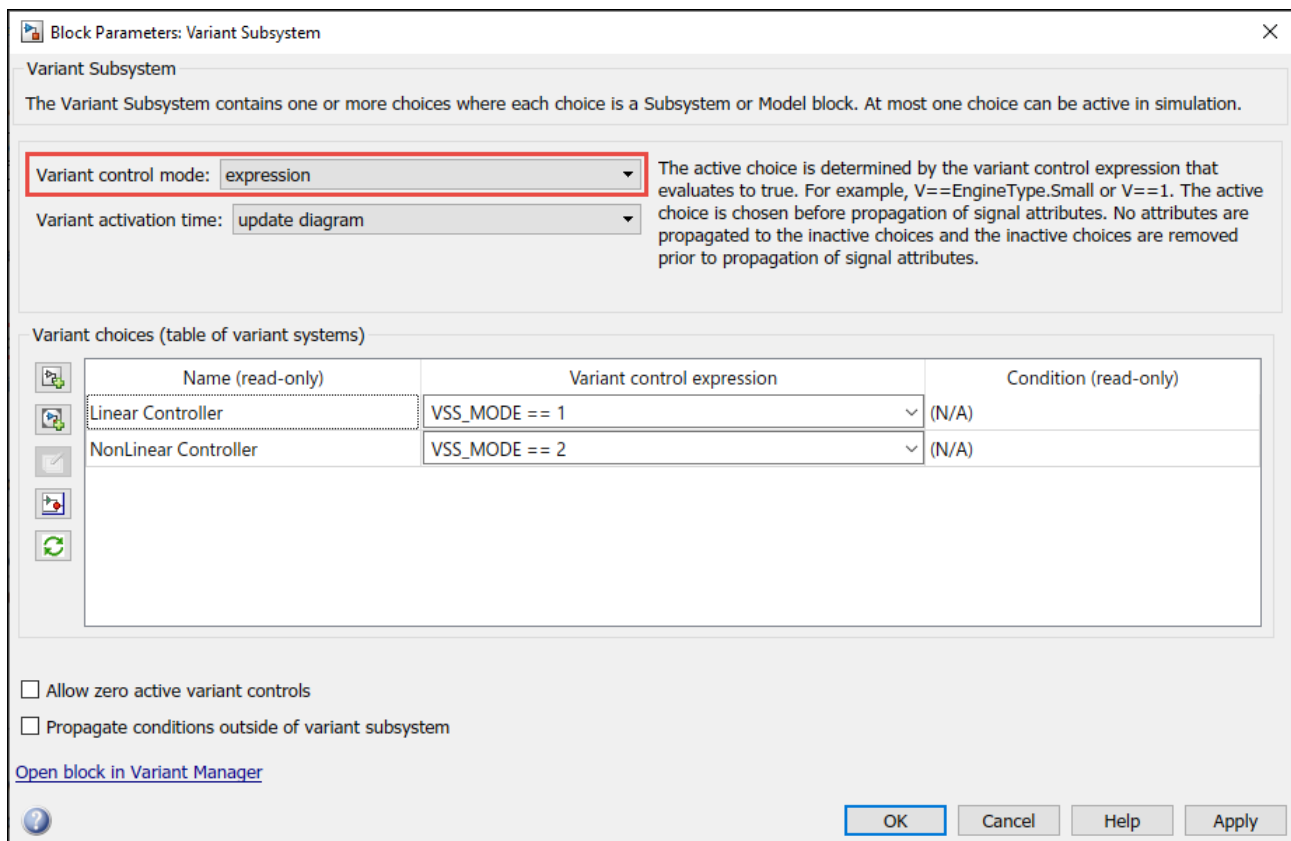 Block Parameters: Variant Subsystem
Variant Subsystem
The Variant Subsystem contains one or more choices where each choice is a Subsystem or Model block. At most one choice can be active in simulation.
Variant control mode: expression
Variant activation time: update diagram
The active choice is determined by the variant control expression that
evaluates to true. For example, V==EngineType.Small or V==1. The active
choice is chosen before propagation of signal attributes. No attributes are
propagated to the inactive choices and the inactive choices are removed
prior to propagation of signal attributes.
Variant choices (table of variant systems)
Name (read-only) Variant control expression Condition (read-only)
Linear Controller VSS_MODE == 1 (N/A)
NonLinear Controller VSS_MODE == 2 (N/A)
Allow zero active variant controls
Propagate conditions outside of variant subsystem
Open block in Variant Manager
OK Cancel Help Apply